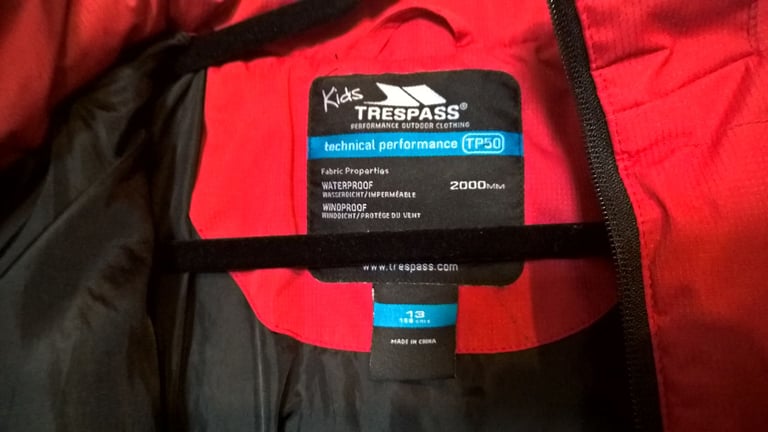 Kids
TRESPASS®
PERFORMANCE OUTDOOR CLOTHING
technical performance TP50
Fabric Properties
WATERPROOF 2000MM
WASSERDICHT/IMPERMÉABLE
WINDPROOF
WINDDICHT/PROTÉGE DU VENT
www.trespass.com
13
MADE IN CHINA